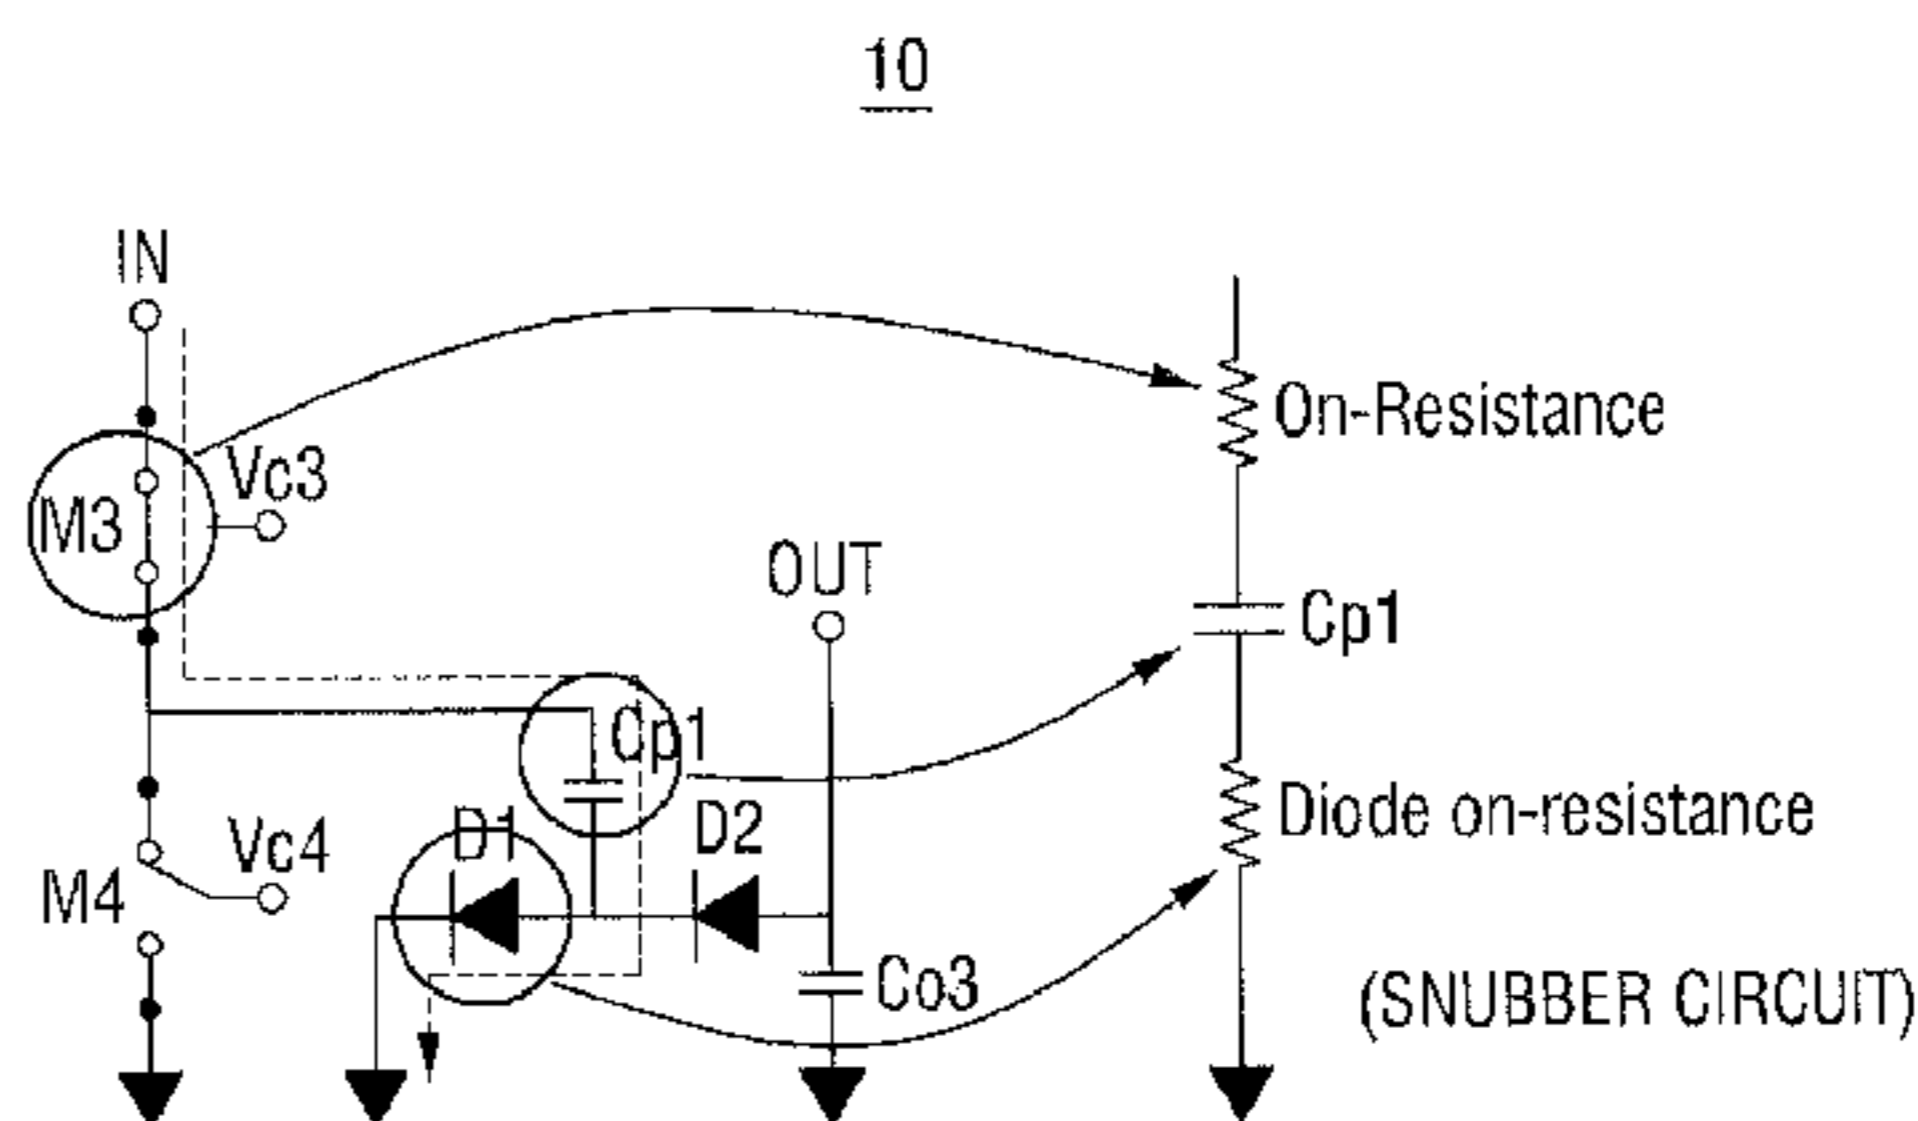 10
IN
On-Resistance
Vc3
M3
OUT
Cp1
Cp1
Diode on-resistance
D1
D2
Vc4
M4
Co3
(SNUBBER CIRCUIT)